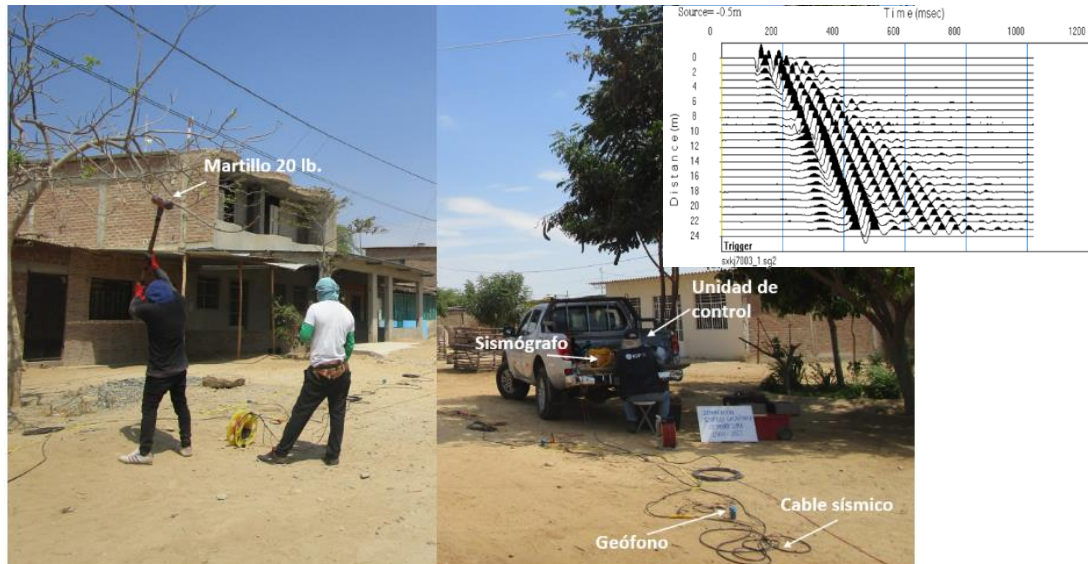 Martillo 20 lb.
Unidad de
control
Sismógrafo
Cable sísmico
Geófono
Source= -0.5m
Time (msec)
0 200 400 600 800 1000 1200
Distance (m)
0
2
4
6
8
10
12
14
16
18
20
22
24
Trigger
sxkj7003_1.sg2
IGP